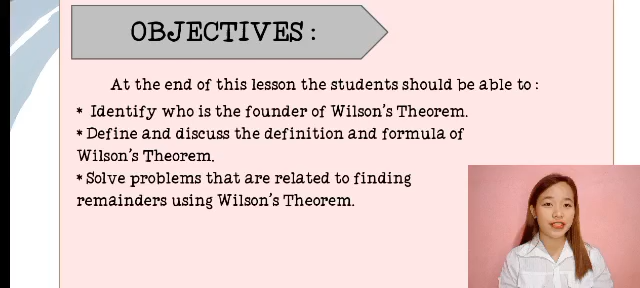 OBJECTIVES :
At the end of this lesson the students should be able to :
* Identify who is the founder of Wilson's Theorem.
* Define and discuss the definition and formula of
Wilson's Theorem.
* Solve problems that are related to finding
remainders using Wilson's Theorem.